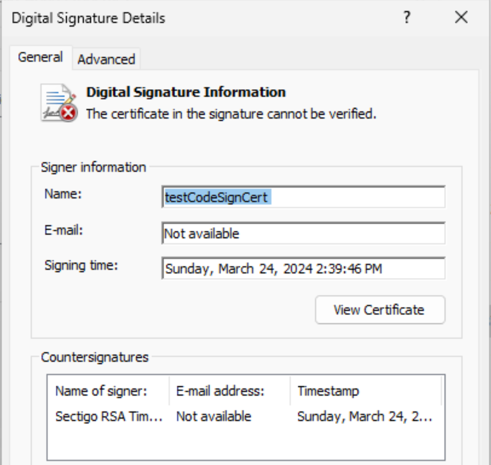 Digital Signature Details ?
General Advanced
Digital Signature Information
The certificate in the signature cannot be verified.
Signer information
Name: testCodeSignCert
E-mail: Not available
Signing time: Sunday, March 24, 2024 2:39:46 PM
View Certificate
Countersignatures
Name of signer: E-mail address: Timestamp
Sectigo RSA Tim... Not available Sunday, March 24, 2...